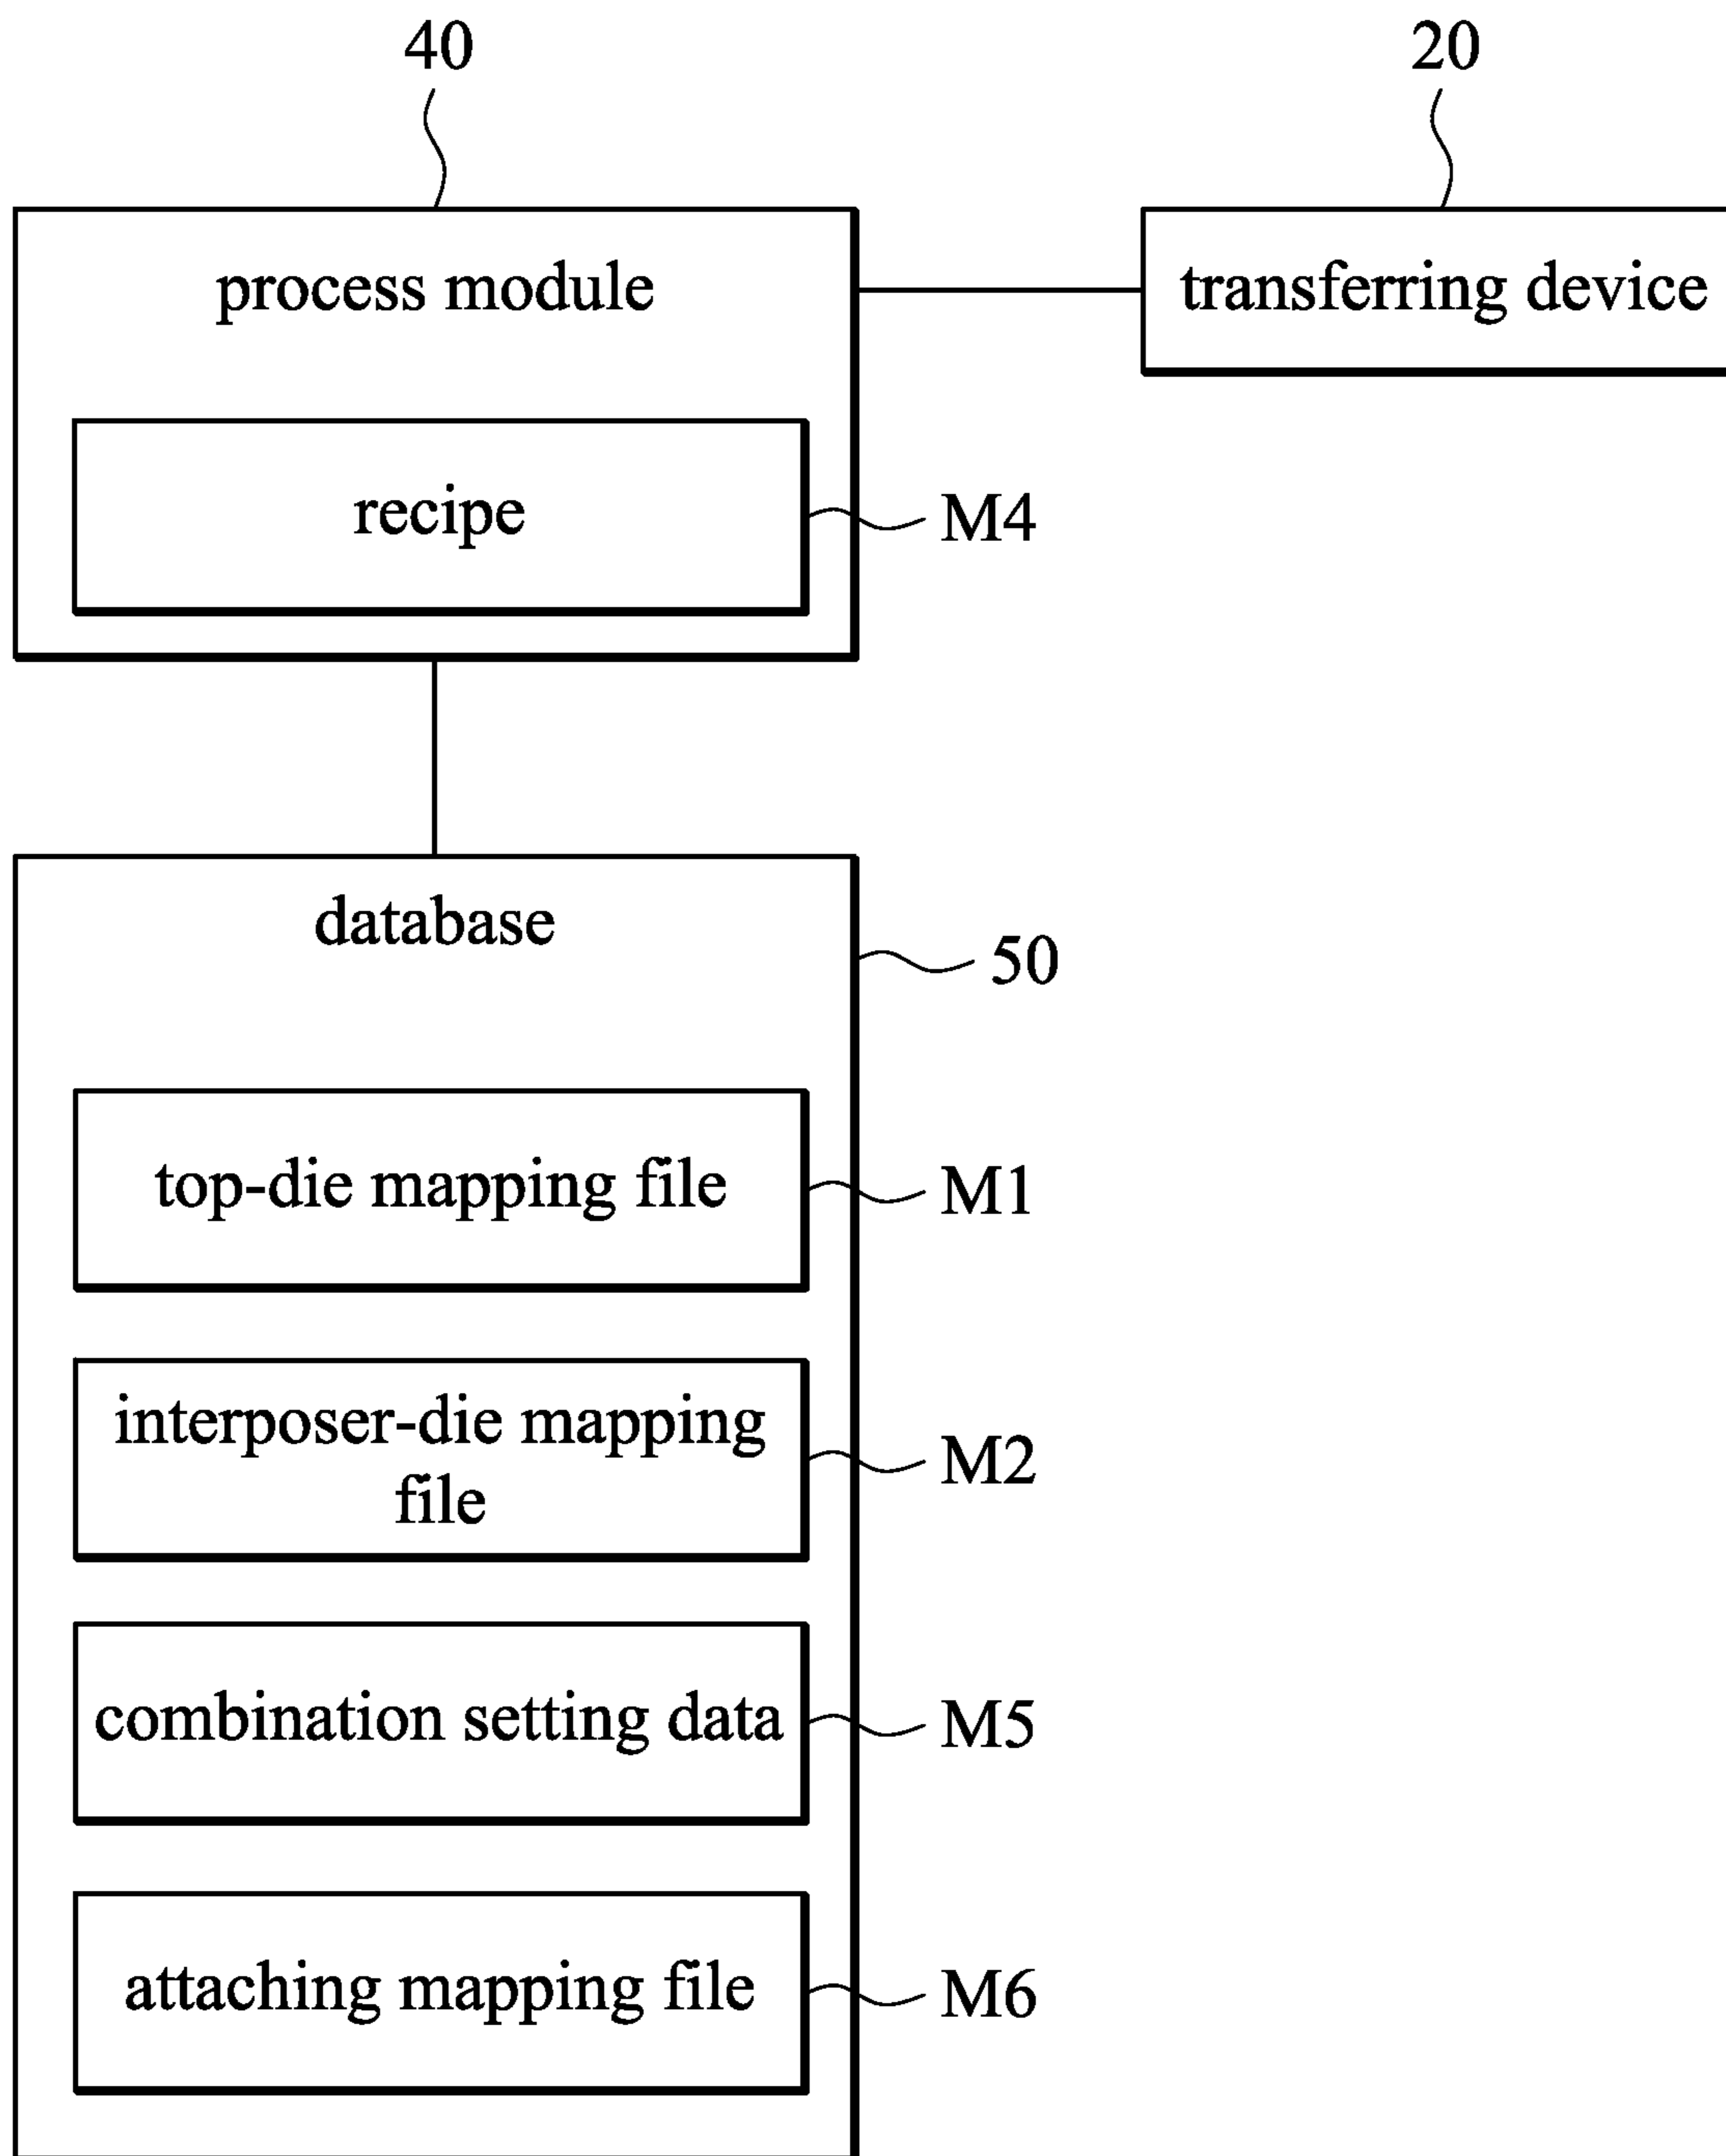 40
20
process module
transferring device
recipe
M4
database
50
top-die mapping file
M1
interposer-die mapping
file
M2
combination setting data
M5
attaching mapping file
M6